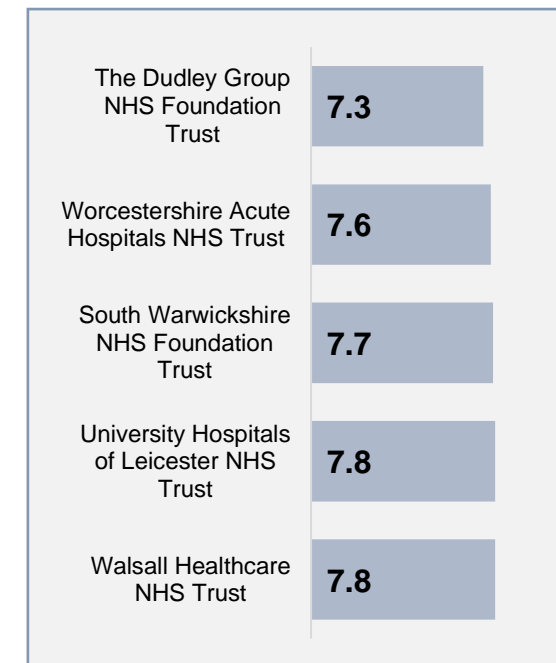 The Dudley Group
NHS Foundation
Trust
7.3
Worcestershire Acute
Hospitals NHS Trust
7.6
South Warwickshire
NHS Foundation
Trust
7.7
University Hospitals
of Leicester NHS
Trust
7.8
Walsall Healthcare
NHS Trust
7.8